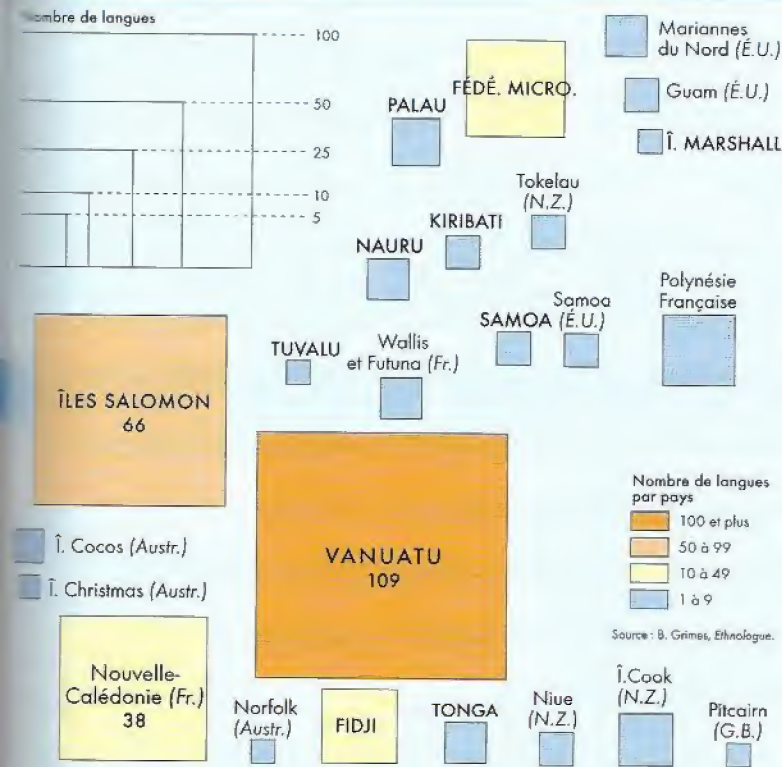 Nombre de langues
100
50
25
10
5
PALAU
FÉDÉ. MICRO.
Mariannes
du Nord (É.U.)
Guam (É.U.)
Î. MARSHALL
Tokelau
(N.Z.)
KIRIBATI
NAURU
Polynésie
Française
Samoa
SAMOA (É.U.)
TUVALU
Wallis
et Futuna (Fr.)
ÎLES SALOMON
66
VANUATU
109
Nombre de langues
par pays
100 et plus
50 à 99
10 à 49
1 à 9
Source : B. Grimes, Ethnologue.
Î. Cocos (Austr.)
Î. Christmas (Austr.)
Nouvelle-
Calédonie (Fr.)
38
Norfolk
(Austr.)
FIDJI
TONGA
Niue
(N.Z.)
Î.Cook
(N.Z.)
Pitcairn
(G.B.)